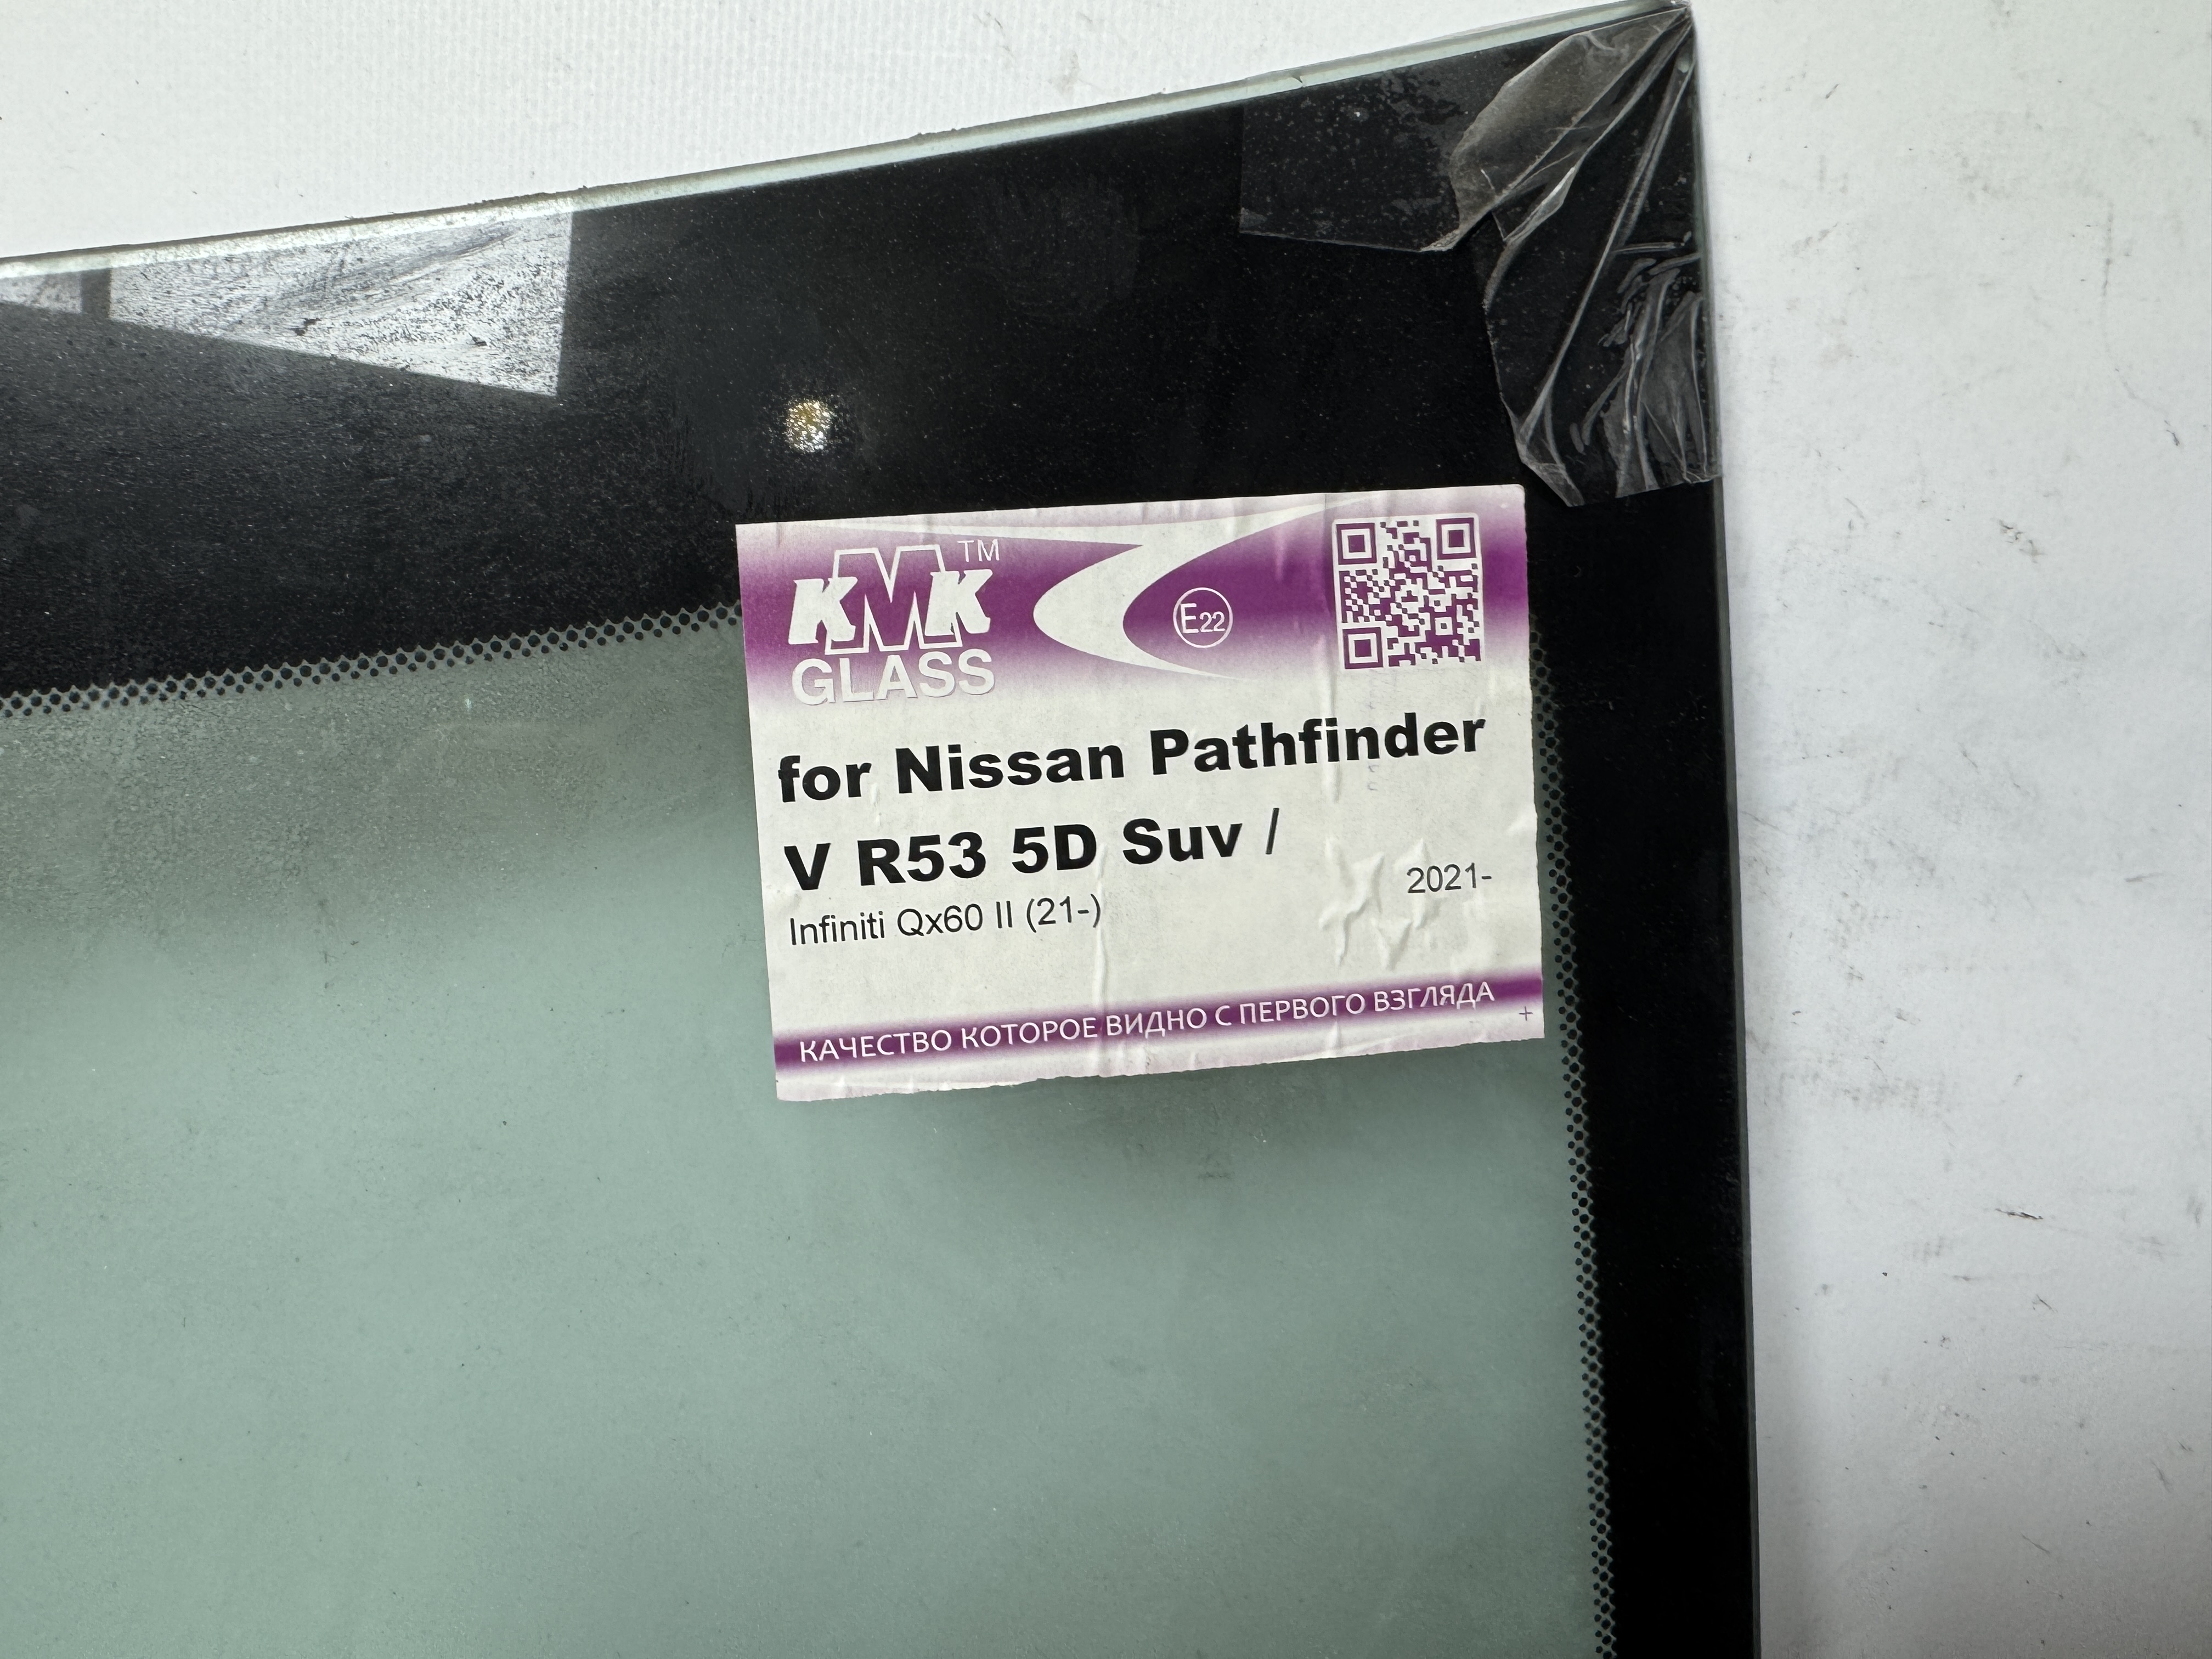 KMK™
GLASS
E22
for Nissan Pathfinder
V R53 5D Suv /
2021-
Infiniti Qx60 II (21-)
КАЧЕСТВО КОТОРОЕ ВИДНО С ПЕРВОГО ВЗГЛЯДА
+